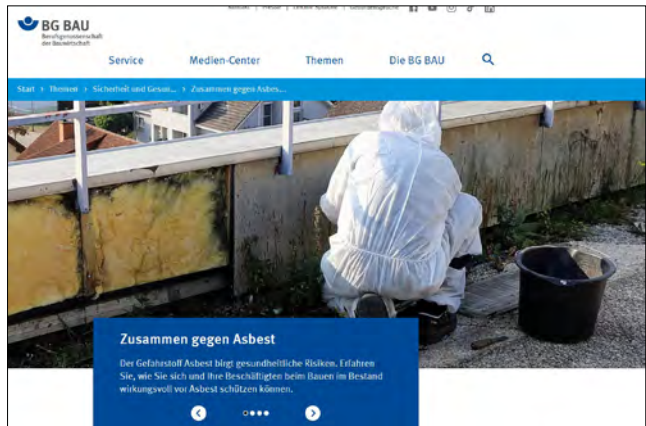 BG BAU
Berufsgenossenschaft
der Bauwirtschaft
Service Medien-Center Themen Die BG BAU
Start > Themen > Sicherheit und Gesun... > Zusammen gegen Asbes...
Zusammen gegen Asbest
Der Gefahrstoff Asbest birgt gesundheitliche Risiken. Erfahren
Sie, wie Sie sich und Ihre Beschäftigten beim Bauen im Bestand
wirkungsvoll vor Asbest schützen können.